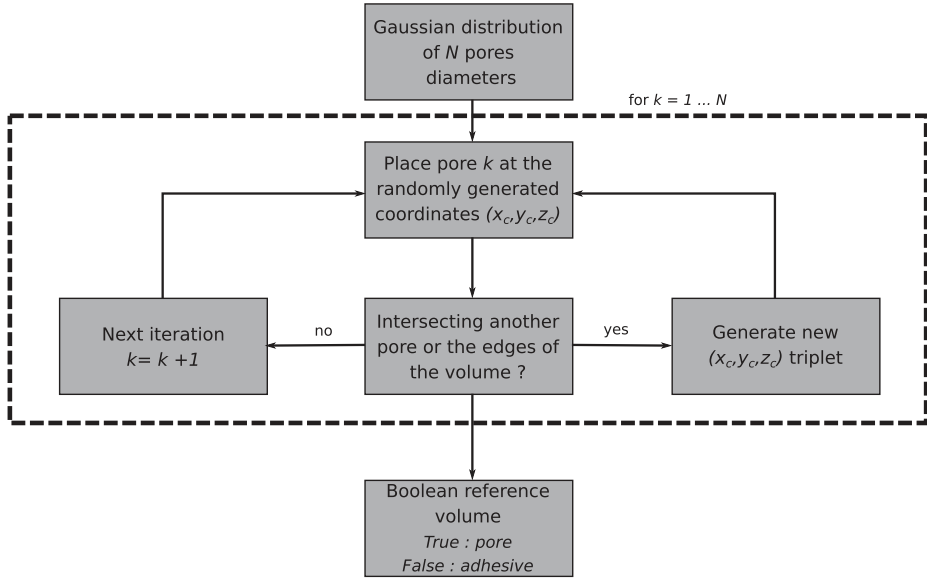 Gaussian distribution
of N pores
diameters
for k = 1 ... N
Place pore k at the
randomly generated
coordinates (xc,yc,zc)
Next iteration
k= k +1
no
Intersecting another
pore or the edges of
the volume ?
yes
Generate new
(xc,yc,zc) triplet
Boolean reference
volume
True : pore
False : adhesive